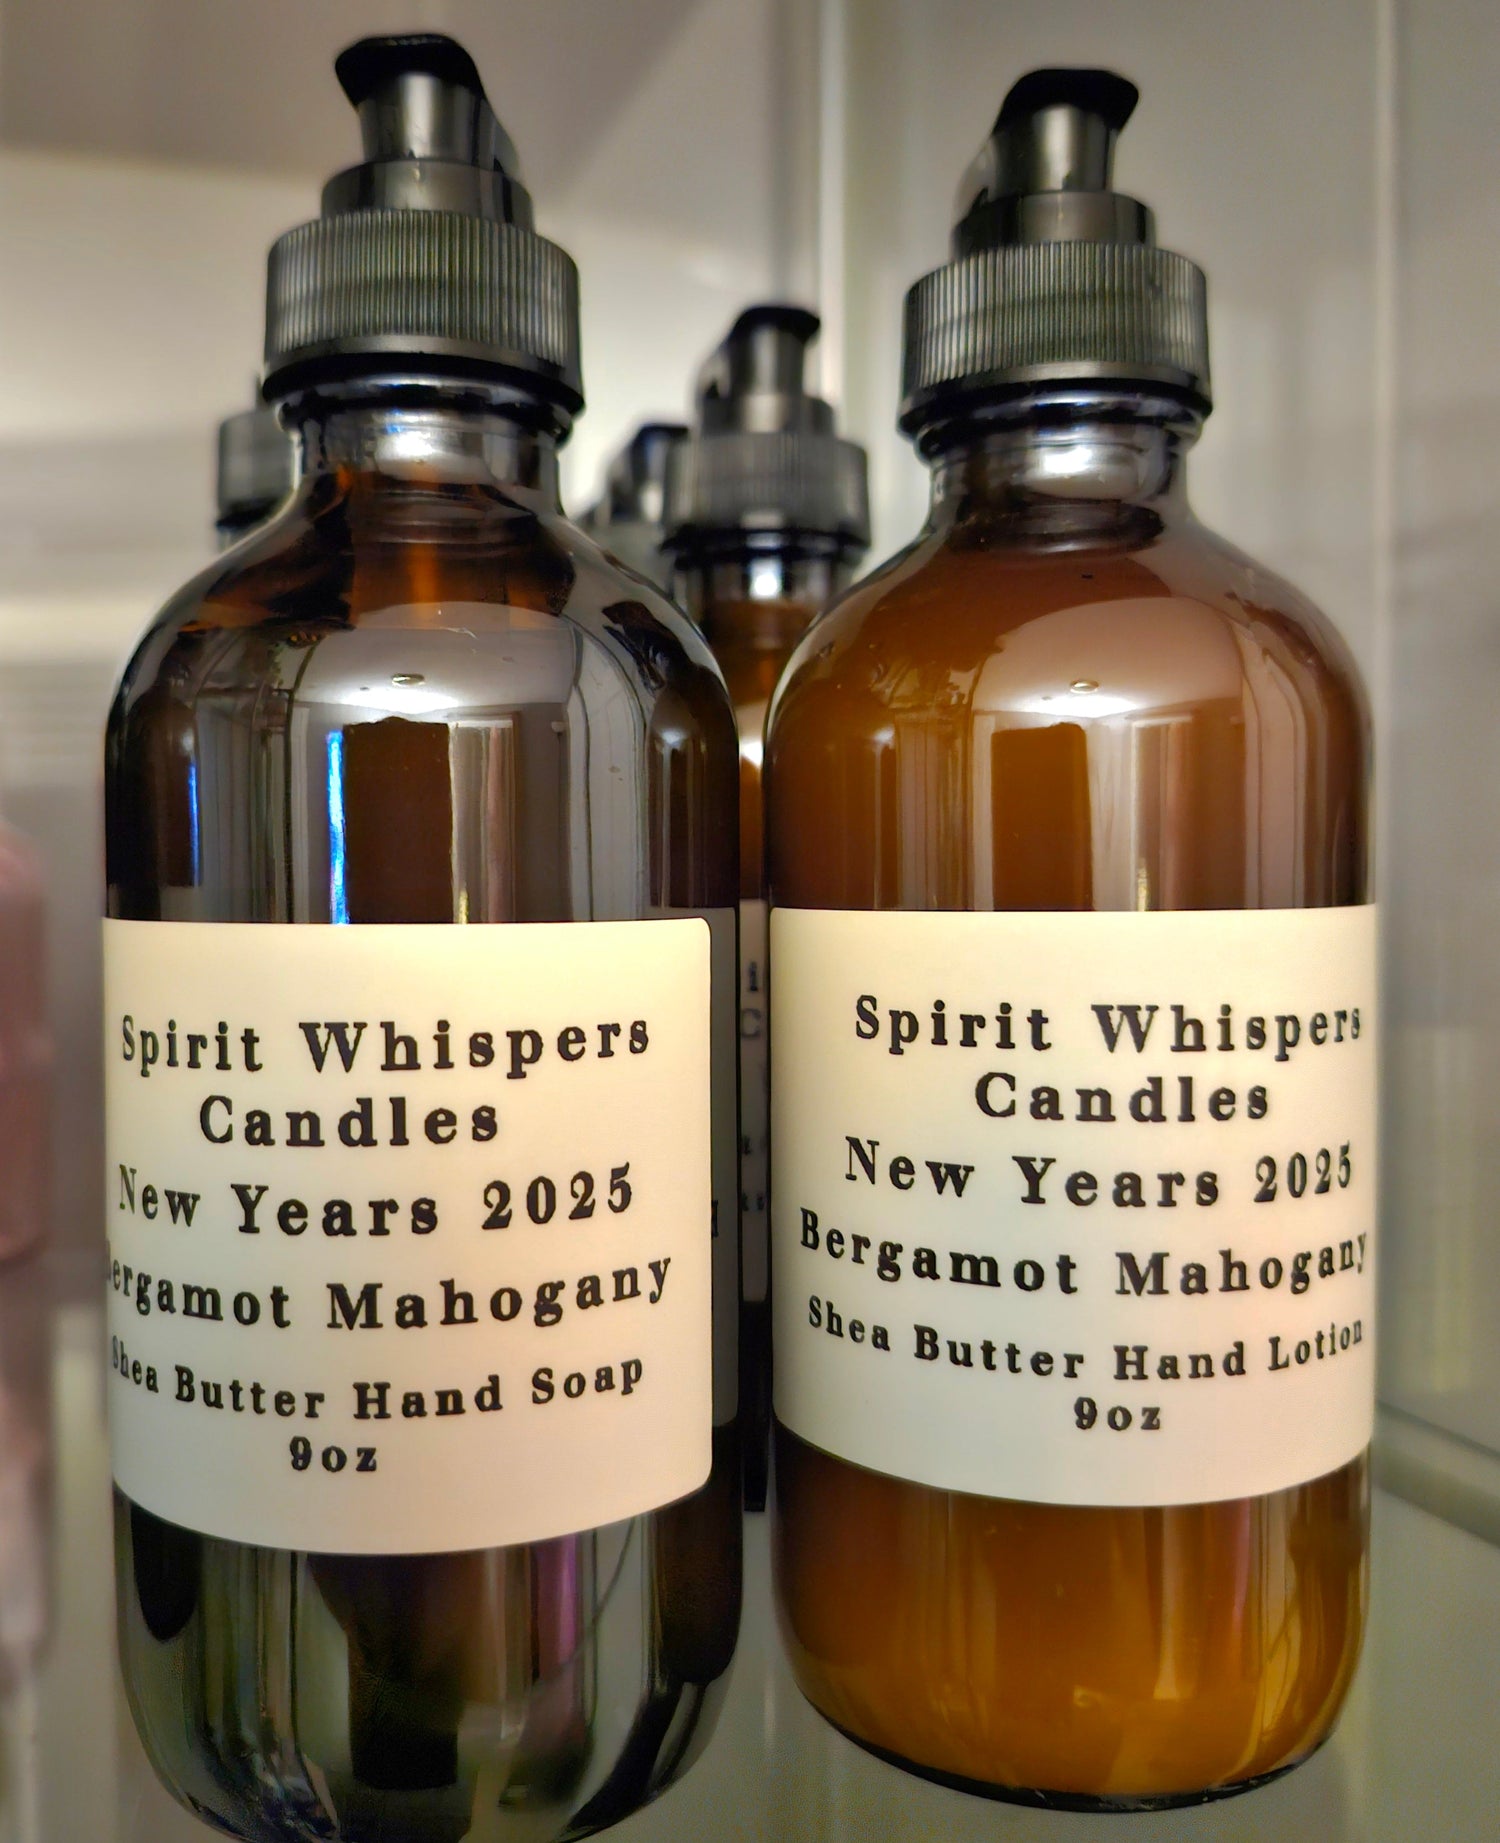 Spirit Whispers
Candles
New Years 2025
Bergamot Mahogany
Shea Butter Hand Soap
9oz
Spirit Whispers
Candles
New Years 2025
Bergamot Mahogany
Shea Butter Hand Lotion
9oz